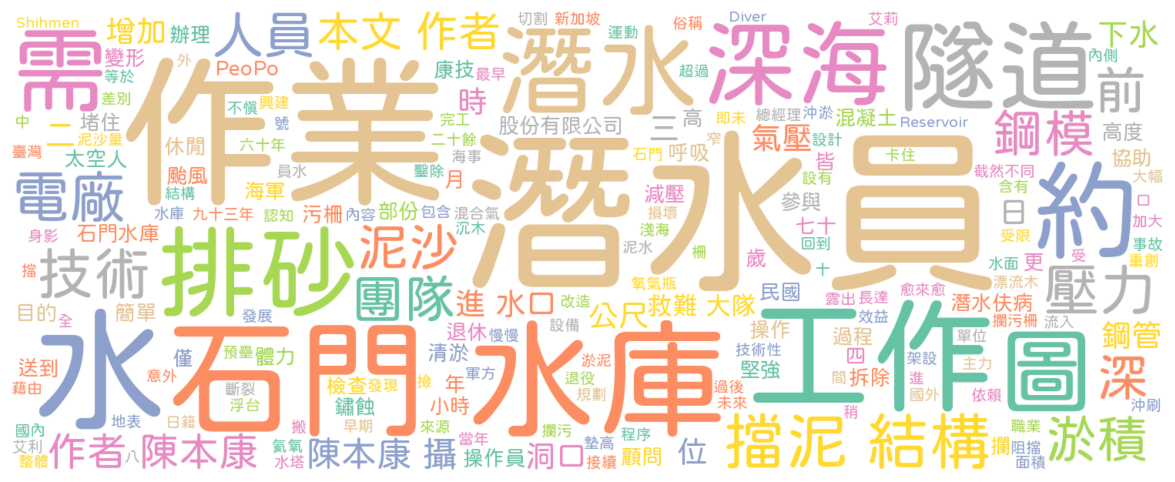 Shihmen 增加 辦理 人員 本文 作者 切割 新加坡 運動 俗稱 Diver 艾莉 下水
需 變形 等於 差別 外 PeoPo 康技 最早 潛水 超過 深海 隧道 內側 前
中 二 堵住 泥沙量 作業 不慎 興建 號 時 完工 股份有限公司 三 高 窄 即未 總經理 沖淤 混凝土 Reservoir 鋼模 高度
臺灣 太空人 休閒 六十年 員水 二十餘 海事 潛水員 石門 呼吸 氣壓 設計 皆 卡住 設有 截然不同 協助 大幅
電廠 颱風 結構 海軍 鑿除 月 減壓 損壞 參與 含有 約 口 加大
水庫 九十三年 認知 污柵 內容 部份 包含 混合氣 沉木 淺海 七十 日 受限 事故
身影 石門水庫 排砂 泥沙 泥水 柵 歲 回到 水面 更 受 重創
擋 技術 團隊 氧氣瓶 十 漂流木 壓力
目的 全 簡單 發展 進 水口 改造 公尺 救難 大隊 民國 露出 長達 愈來愈 潛水伕病 攔污柵 流入
水 石門 水庫 退休 慢慢 設備 操作 過程 效益 工作圖 單位 鋼管
送到 僅 預壘 體力 清淤 技術性 四 架設 主力 深
藉由 意外 斷裂 檢查 發現 撿 年 軍方 淤泥 退役 堅強 間 拆除 進 國外 依賴 沖刷
地表 日籍 浮台 鏽蝕 早期 小時 規劃 過後 未來 稍
國內 艾利 整體 作者 八 陳本康 搬 氦氣 水塔 陳本康 來源 攝 當年 操作員 攔污 洞口 墊高 接續 程序 顧問 位 擋泥 結構 職業 攔 阻擋 面積 淤積